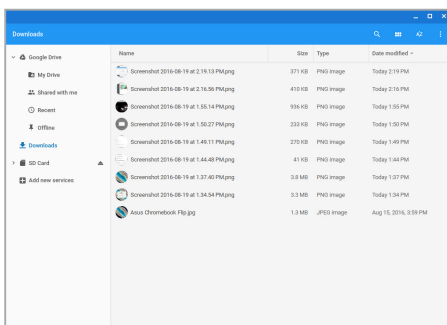 Downloads
Google Drive
My Drive
Shared with me
Recent
Offline
Downloads
SD Card
Add new services
Name Size Type Date modified
Screenshot 2016-08-19 at 2.19.13 PM.png 371 KB PNG image Today 2:19 PM
Screenshot 2016-08-19 at 2.16.56 PM.png 410 KB PNG image Today 2:16 PM
Screenshot 2016-08-19 at 1.55.14 PM.png 936 KB PNG image Today 1:55 PM
Screenshot 2016-08-19 at 1.50.27 PM.png 233 KB PNG image Today 1:50 PM
Screenshot 2016-08-19 at 1.49.11 PM.png 270 KB PNG image Today 1:49 PM
Screenshot 2016-08-19 at 1.44.48 PM.png 41 KB PNG image Today 1:44 PM
Screenshot 2016-08-19 at 1.37.40 PM.png 3.8 MB PNG image Today 1:37 PM
Screenshot 2016-08-19 at 1.34.54 PM.png 3.3 MB PNG image Today 1:34 PM
Asus Chromebook Flip.jpg 1.3 MB JPEG image Aug 15, 2016, 3:59 PM